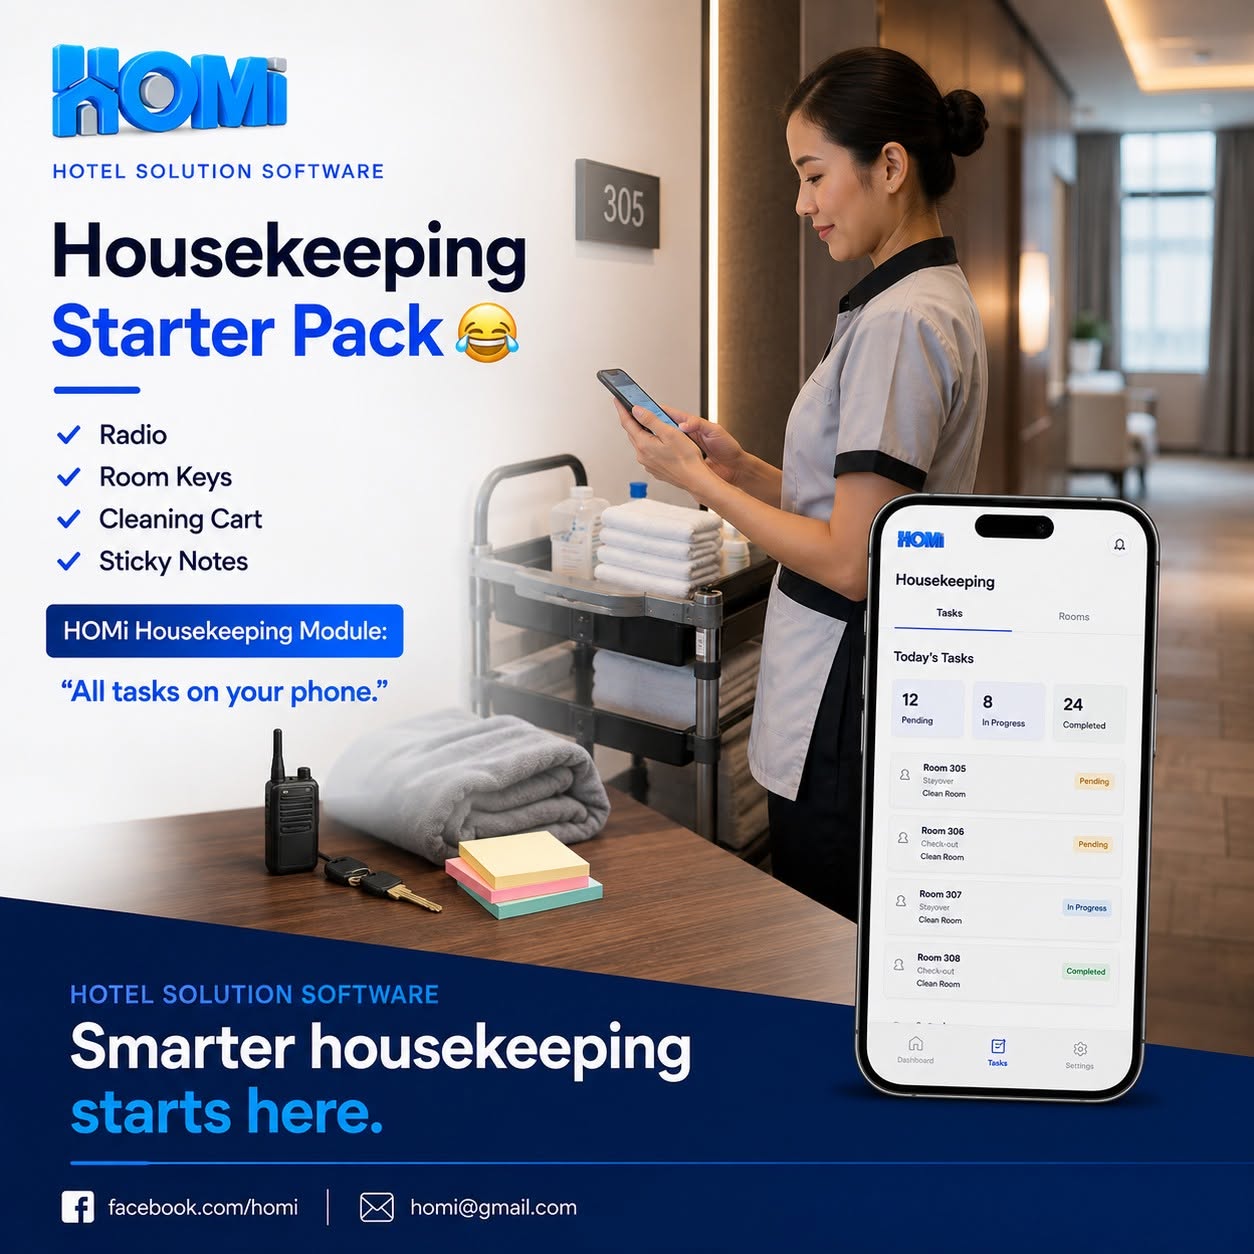 HOMi
HOTEL SOLUTION SOFTWARE
Housekeeping
Starter Pack 😂
Radio
Room Keys
Cleaning Cart
Sticky Notes
HOMi Housekeeping Module:
“All tasks on your phone.”
305
HOMi
Housekeeping
Tasks Rooms
Today's Tasks
12 8 24
Pending In Progress Completed
Room 305
Stayover
Clean Room
Pending
Room 306
Check-out
Clean Room
Pending
Room 307
Stayover
Clean Room
In Progress
Room 308
Check-out
Clean Room
Completed
Dashboard Tasks Settings
HOTEL SOLUTION SOFTWARE
Smarter housekeeping
starts here.
facebook.com/homi | homi@gmail.com